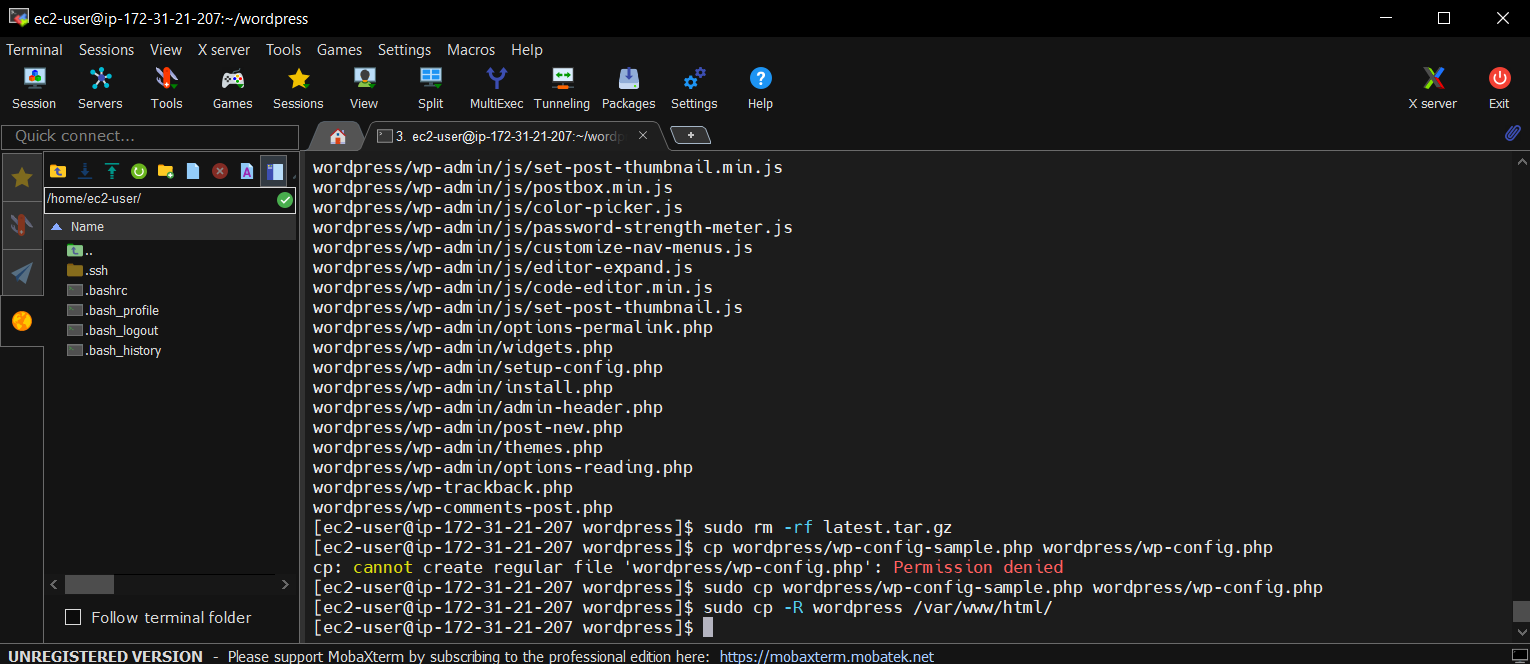 ec2-user@ip-172-31-21-207:~/wordpress
Terminal Sessions View X server Tools Games Settings Macros Help
Session Servers Tools Games Sessions View Split MultiExec Tunneling Packages Settings Help X server Exit
Quick connect...
3. ec2-user@ip-172-31-21-207:~/wordp
/home/ec2-user/
Name
..
.ssh
.bashrc
.bash_profile
.bash_logout
.bash_history
Follow terminal folder
wordpress/wp-admin/js/set-post-thumbnail.min.js
wordpress/wp-admin/js/postbox.min.js
wordpress/wp-admin/js/color-picker.js
wordpress/wp-admin/js/password-strength-meter.js
wordpress/wp-admin/js/customize-nav-menus.js
wordpress/wp-admin/js/editor-expand.js
wordpress/wp-admin/js/code-editor.min.js
wordpress/wp-admin/js/set-post-thumbnail.js
wordpress/wp-admin/options-permalink.php
wordpress/wp-admin/widgets.php
wordpress/wp-admin/setup-config.php
wordpress/wp-admin/install.php
wordpress/wp-admin/admin-header.php
wordpress/wp-admin/post-new.php
wordpress/wp-admin/themes.php
wordpress/wp-admin/options-reading.php
wordpress/wp-trackback.php
wordpress/wp-comments-post.php
[ec2-user@ip-172-31-21-207 wordpress]$ sudo rm -rf latest.tar.gz
[ec2-user@ip-172-31-21-207 wordpress]$ cp wordpress/wp-config-sample.php wordpress/wp-config.php
cp: cannot create regular file 'wordpress/wp-config.php': Permission denied
[ec2-user@ip-172-31-21-207 wordpress]$ sudo cp wordpress/wp-config-sample.php wordpress/wp-config.php
[ec2-user@ip-172-31-21-207 wordpress]$ sudo cp -R wordpress /var/www/html/
[ec2-user@ip-172-31-21-207 wordpress]$
UNREGISTERED VERSION - Please support MobaXterm by subscribing to the professional edition here: https://mobaxterm.mobatek.net